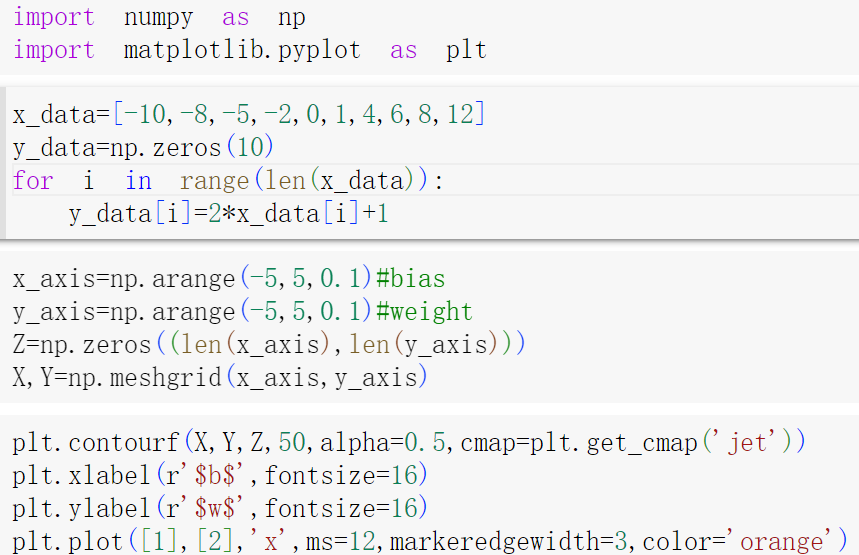 import numpy as np
import matplotlib.pyplot as plt
x_data=[-10,-8,-5,-2,0,1,4,6,8,12]
y_data=np.zeros(10)
for i in range(len(x_data)):
    y_data[i]=2*x_data[i]+1
x_axis=np.arange(-5,5,0.1)#bias
y_axis=np.arange(-5,5,0.1)#weight
Z=np.zeros((len(x_axis),len(y_axis)))
X,Y=np.meshgrid(x_axis,y_axis)
plt.contourf(X,Y,Z,50,alpha=0.5,cmap=plt.get_cmap('jet'))
plt.xlabel(r'$b$',fontsize=16)
plt.ylabel(r'$w$',fontsize=16)
plt.plot([1],[2],'x',ms=12,markeredgewidth=3,color='orange')